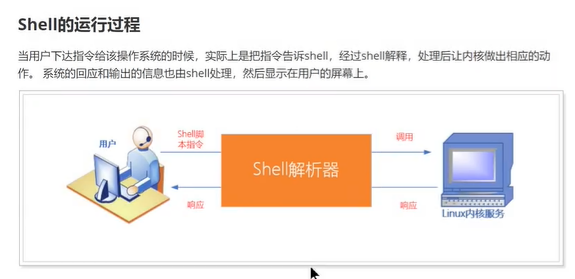 Shell的运行过程
当用户下达指令给该操作系统的时候，实际上是把指令告诉shell，经过shell解释，处理后让内核做出相应的动
作。 系统的回应和输出的信息也由shell处理，然后显示在用户的屏幕上。
用户
Shell脚
本指令
Shell解析器
调用
响应
响应
Linux内核服务